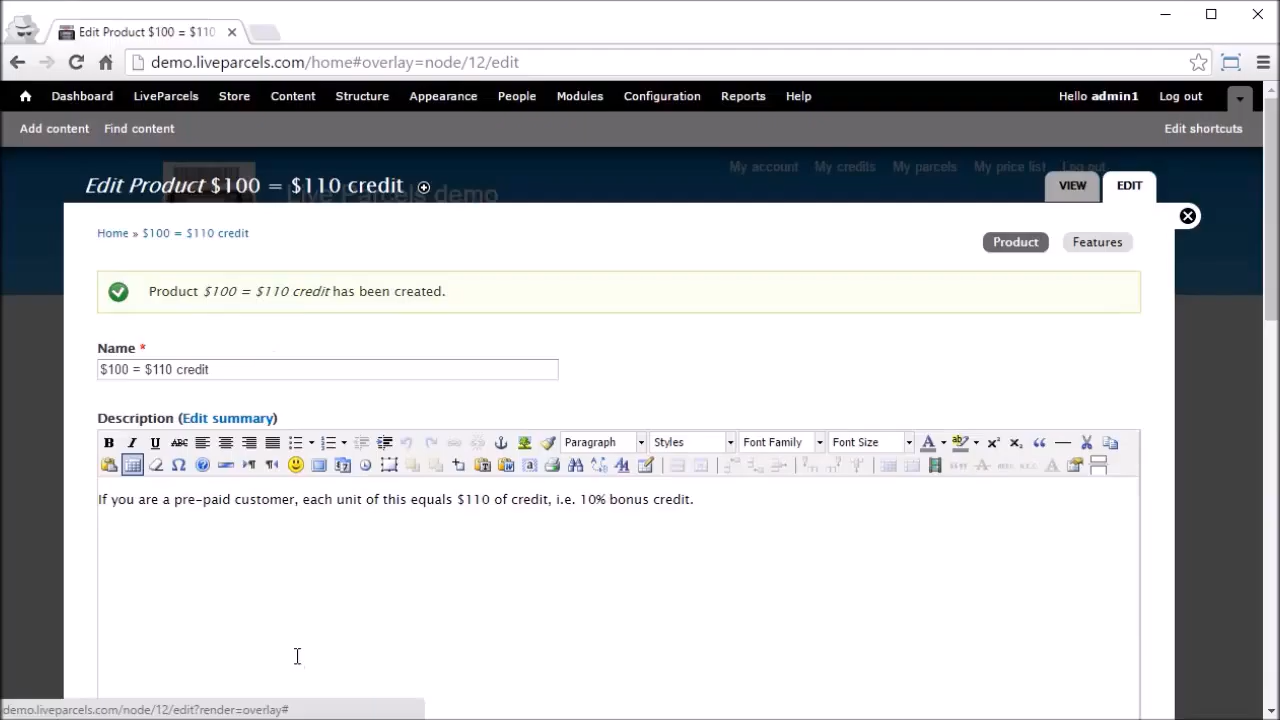 Edit Product $100 = $110
demo.liveparcels.com/home#overlay=node/12/edit
Dashboard LiveParcels Store Content Structure Appearance People Modules Configuration Reports Help Hello admin1 Log out
Add content Find content Edit shortcuts
My account My credits My parcels My price list Log out
Live Parcels demo
Edit Product $100 = $110 credit
VIEW EDIT
Home » $100 = $110 credit
Product Features
Product $100 = $110 credit has been created.
Name *
$100 = $110 credit
Description (Edit summary)
B I U ABC Paragraph Styles Font Family Font Size
If you are a pre-paid customer, each unit of this equals $110 of credit, i.e. 10% bonus credit.
demo.liveparcels.com/node/12/edit?render=overlay#